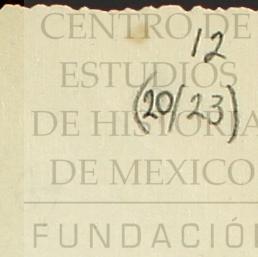 CENTRO DE
12
ESTUDIOS
(20/23)
DE HISTORIA
DE MEXICO
FUNDACIÓ